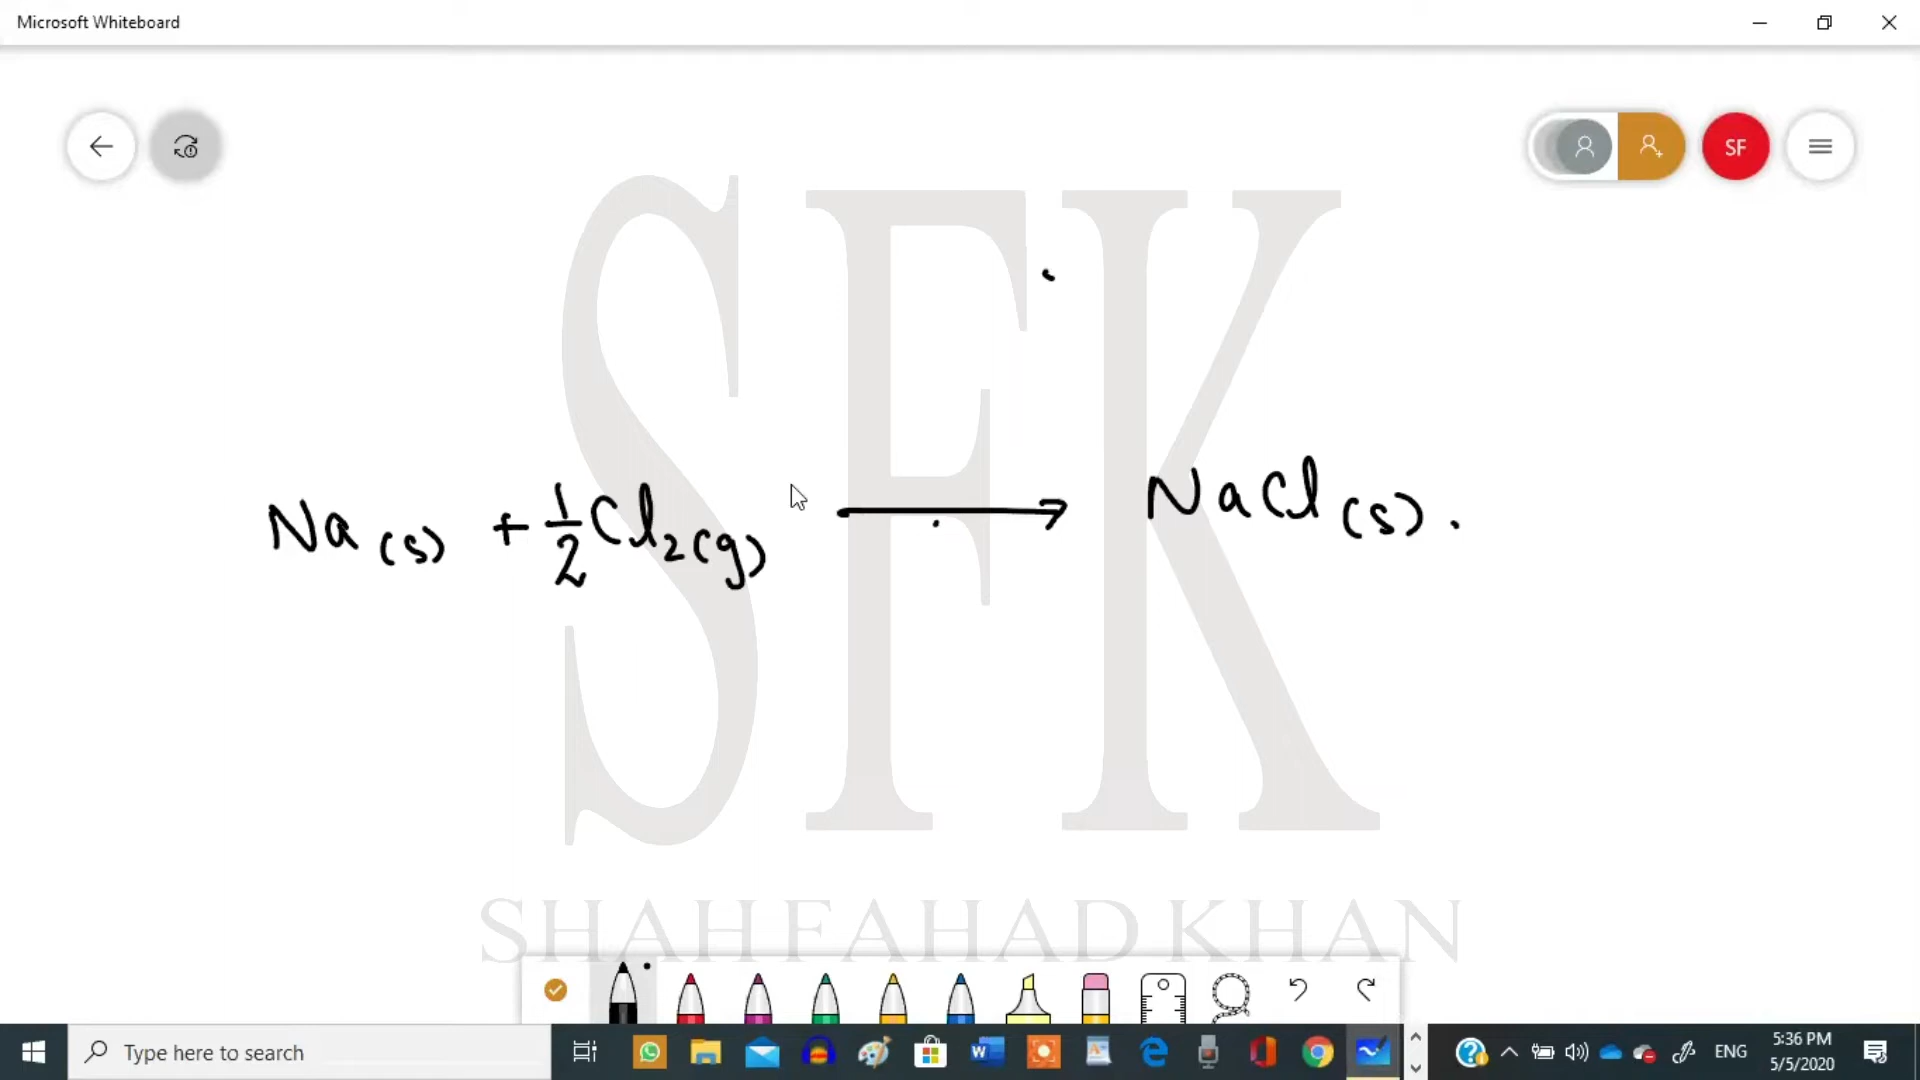 Microsoft Whiteboard
SF
SFK
Na (s) + 1/2 Cl2(g) ⟶ NaCl (s).
SHAH FAHAD KHAN
Type here to search
ENG
5:36 PM
5/5/2020